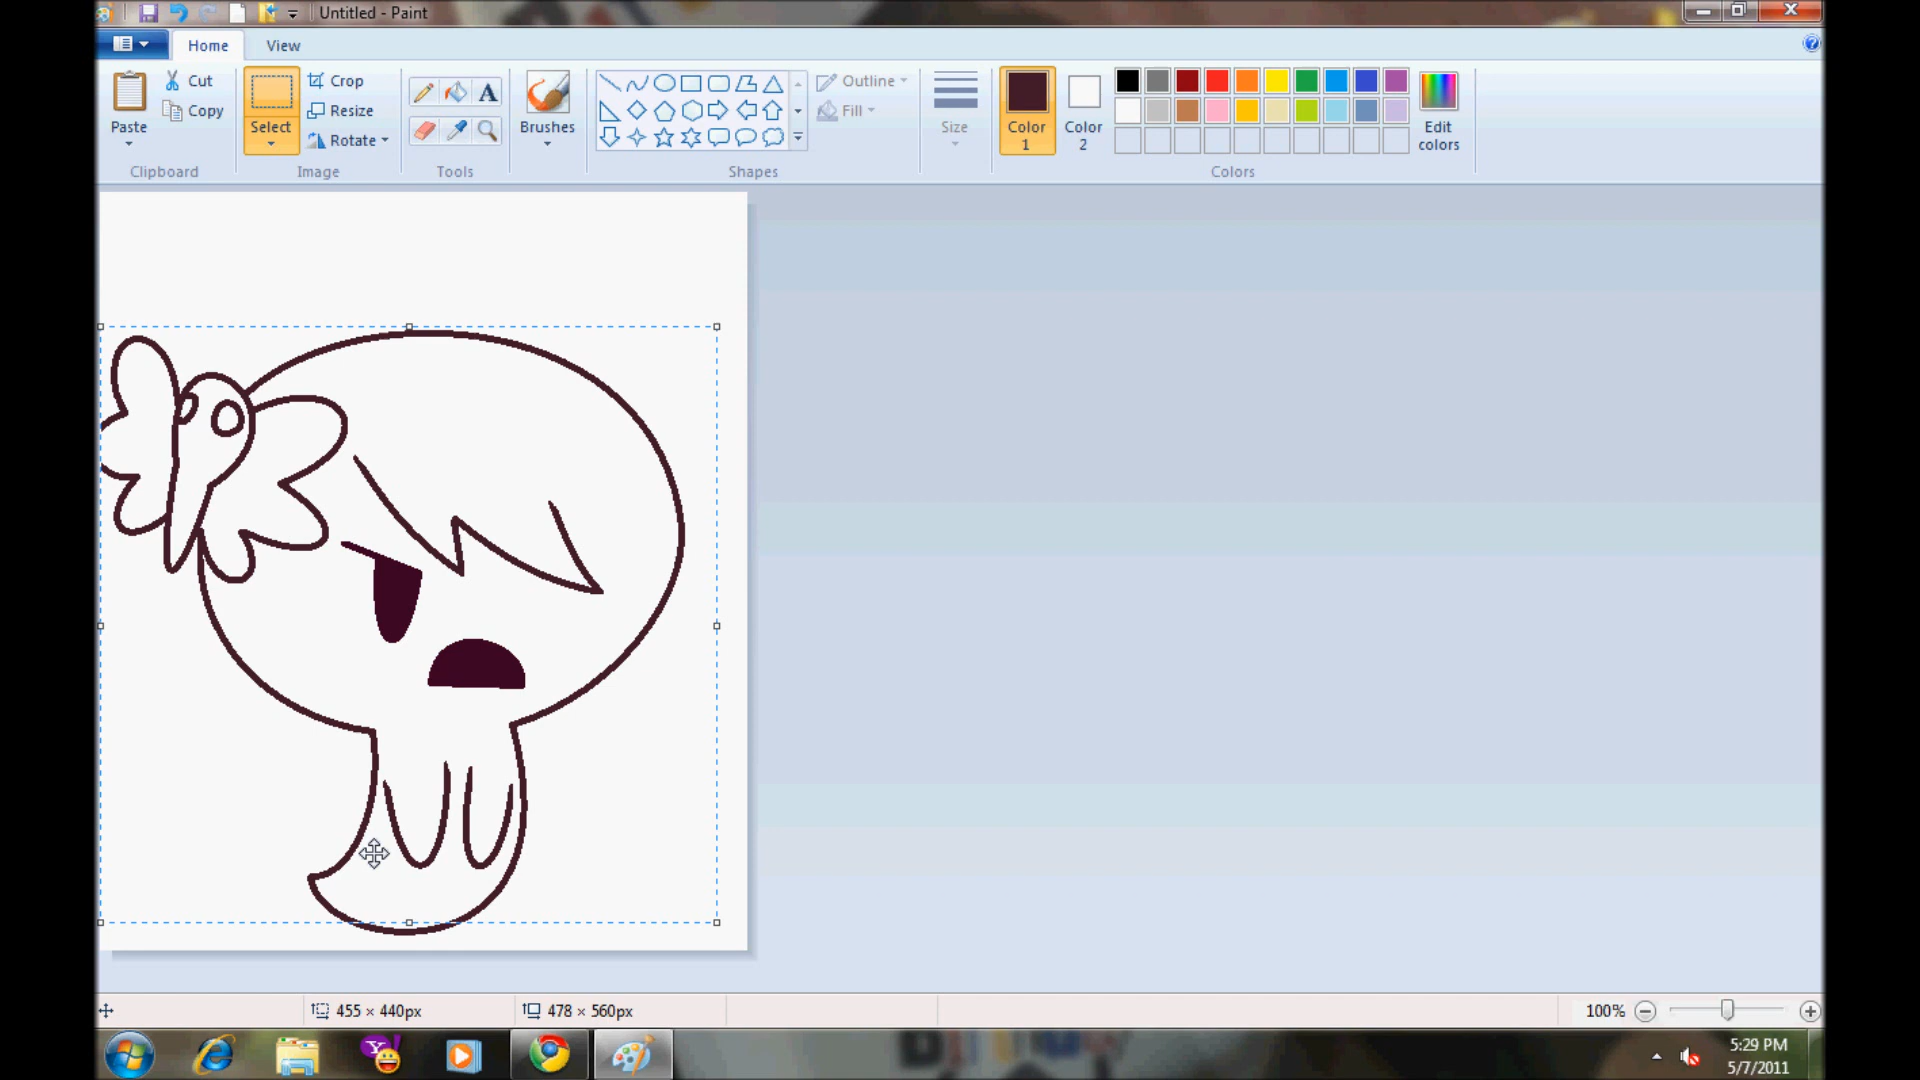 Untitled - Paint
Home View
Paste
Cut
Copy
Clipboard
Select
Crop
Resize
Rotate
Image
A
Tools
Brushes
Shapes
Outline
Fill
Size
Color
1
Color
2
Edit
colors
Colors
455 × 440px
478 × 560px
100%
5:29 PM
5/7/2011